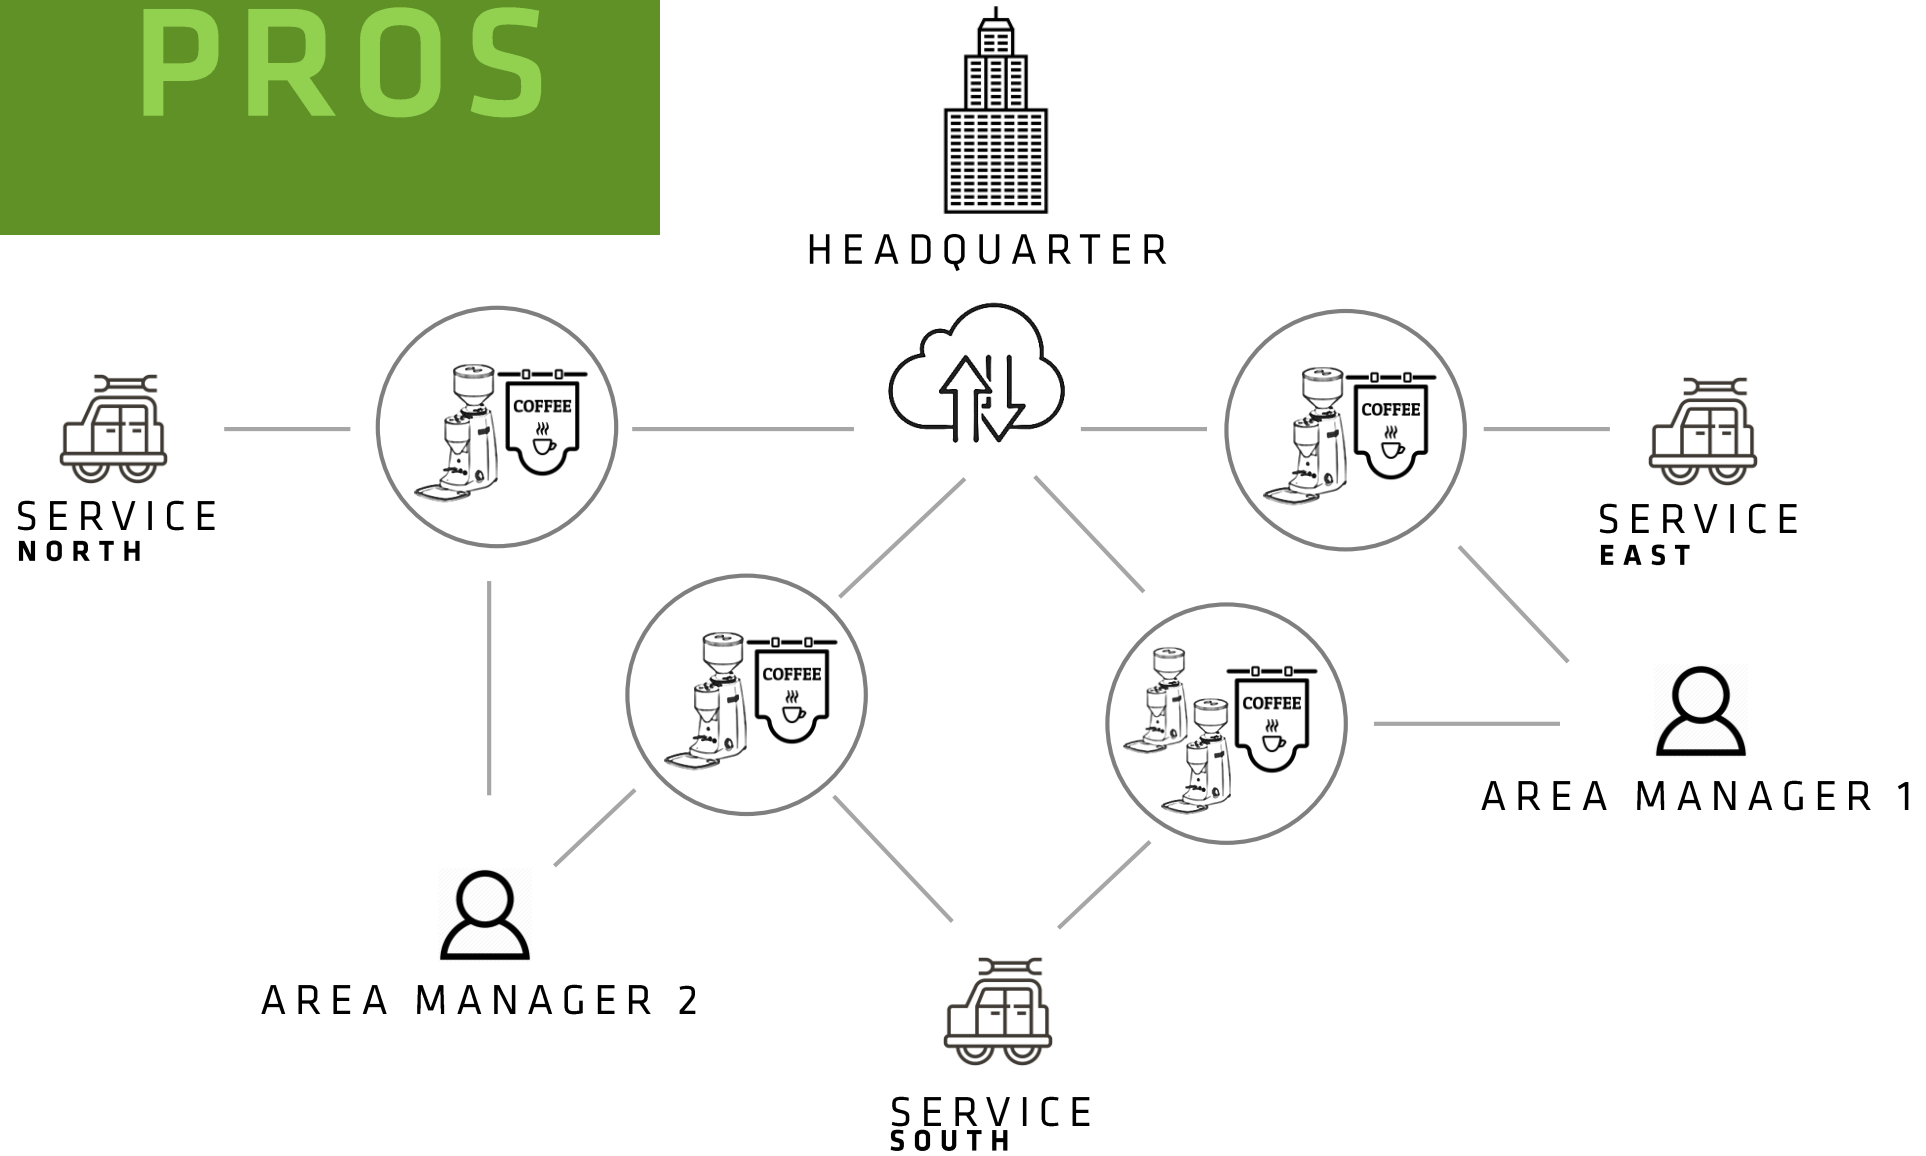 PROS
HEADQUARTER
COFFEE
COFFEE
SERVICE
NORTH
SERVICE
EAST
COFFEE
COFFEE
AREA MANAGER 1
AREA MANAGER 2
SERVICE
SOUTH